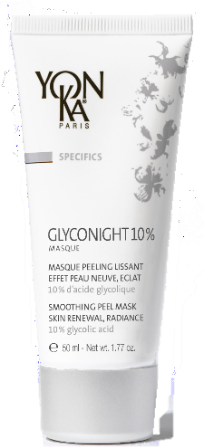 YON
KA®
PARIS
SPECIFICS
GLYCONIGHT 10%
MASQUE
MASQUE PEELING LISSANT
EFFET PEAU NEUVE, ECLAT
10% d'acide glycolique
SMOOTHING PEEL MASK
SKIN RENEWAL, RADIANCE
10% glycolic acid
50 ml - Net wt. 1.77 oz.